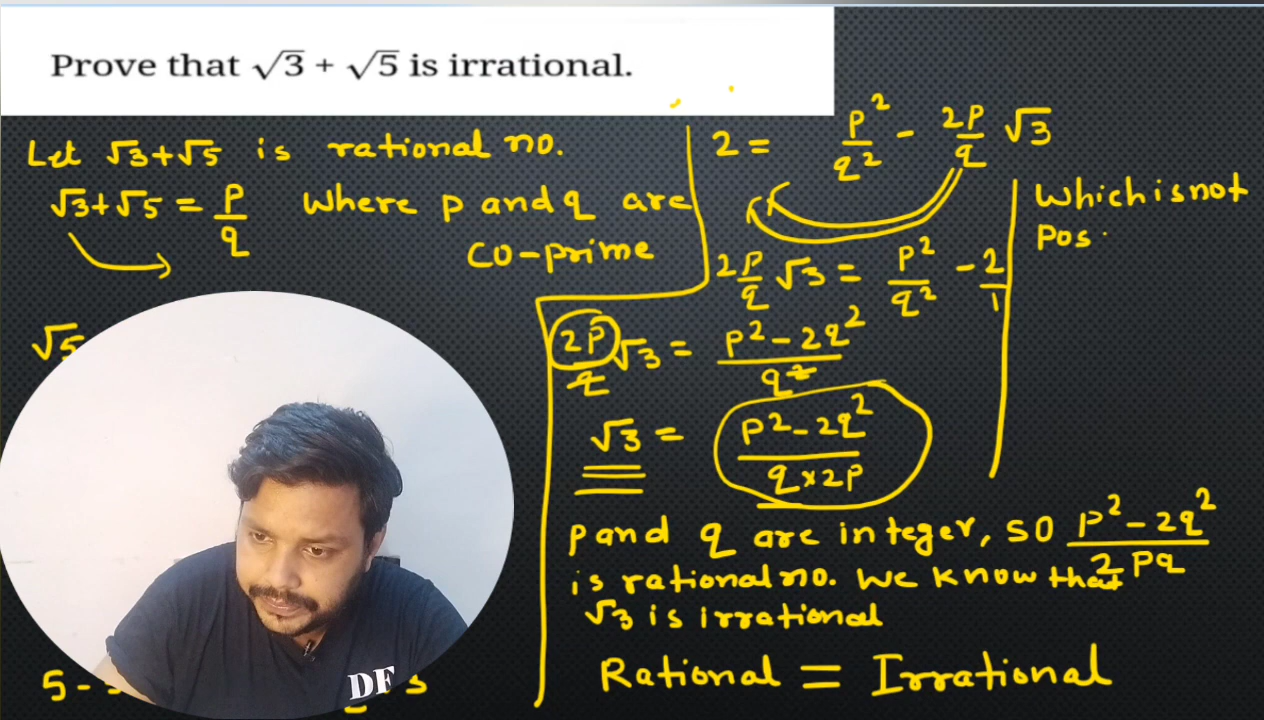 Prove that √3 + √5 is irrational.
Let √3+√5 is rational no.
√3+√5 = p/q where p and q are
co-prime
√5
5 -
2 = p²/q² - 2p/q √3
2p/q √3 = p²/q² - 2/1
2p/q √3 = p² - 2q² / q²
√3 = p² - 2q² / q×2p
p and q are integer, so p² - 2q² / 2pq
is rational no. We know that
√3 is irrational
Rational = Irrational
which is not
pos.
DF